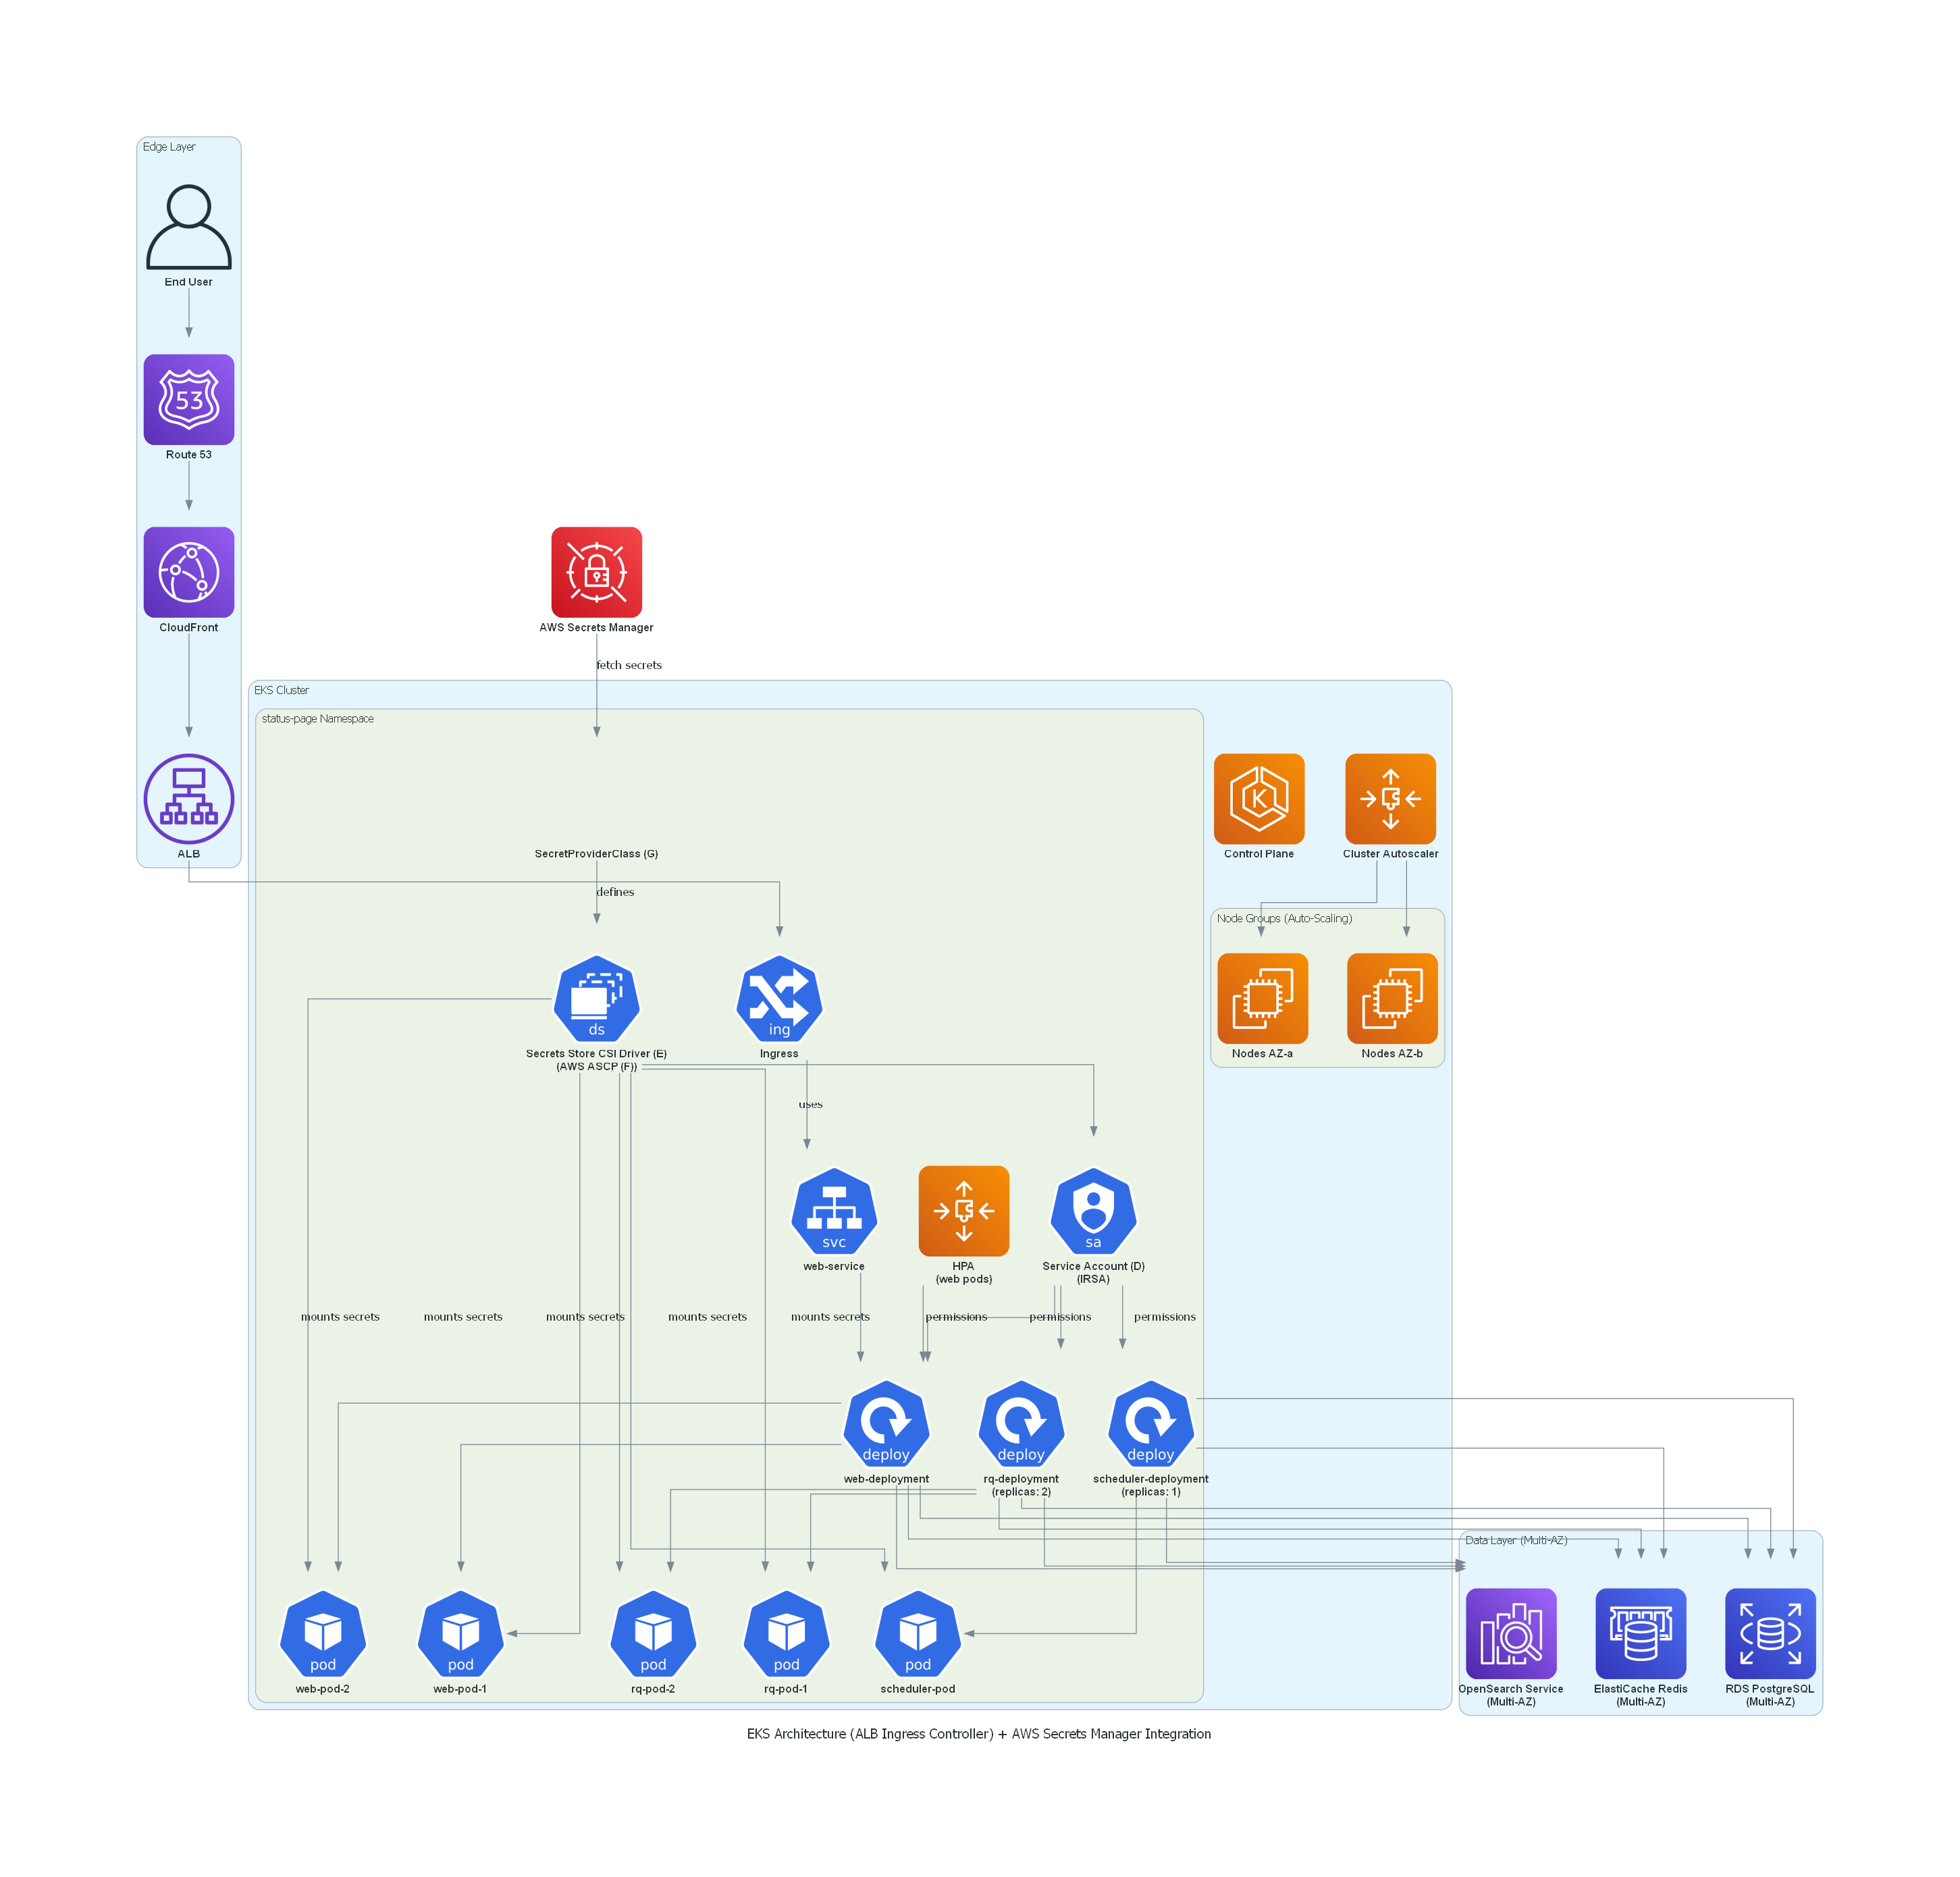 Edge Layer
End User
53
Route 53
CloudFront
AWS Secrets Manager
fetch secrets
EKS Cluster
status-page Namespace
ALB
SecretProviderClass (G)
K
Control Plane
Cluster Autoscaler
defines
Node Groups (Auto-Scaling)
ds
Secrets Store CSI Driver (E)
(AWS ASCP (F))
ing
Ingress
Nodes AZ-a
Nodes AZ-b
uses
svc
web-service
HPA
(web pods)
sa
Service Account (D)
(IRSA)
mounts secrets
mounts secrets
mounts secrets
mounts secrets
mounts secrets
permissions
permissions
permissions
deploy
web-deployment
deploy
rq-deployment
(replicas: 2)
deploy
scheduler-deployment
(replicas: 1)
Data Layer (Multi-AZ)
pod
web-pod-2
pod
web-pod-1
pod
rq-pod-2
pod
rq-pod-1
pod
scheduler-pod
OpenSearch Service
(Multi-AZ)
ElastiCache Redis
(Multi-AZ)
RDS PostgreSQL
(Multi-AZ)
EKS Architecture (ALB Ingress Controller) + AWS Secrets Manager Integration